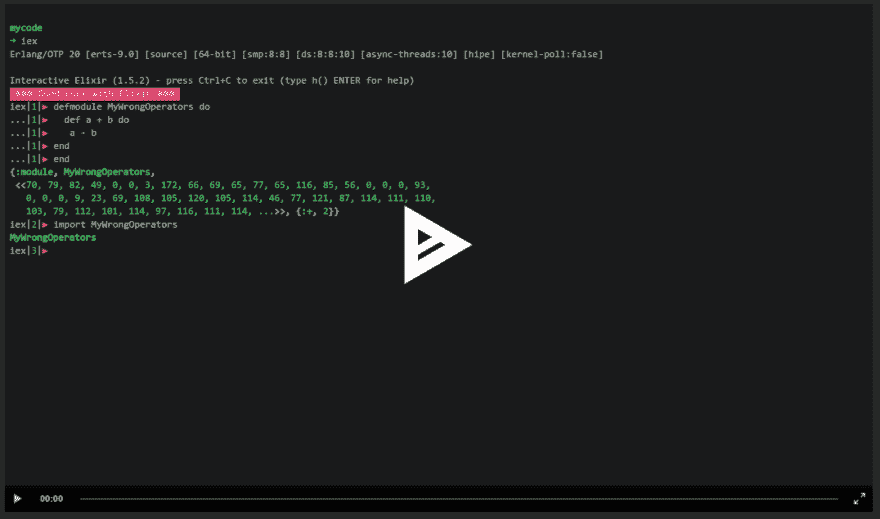 mycode
→ iex
Erlang/OTP 20 [erts-9.0] [source] [64-bit] [smp:8:8] [ds:8:8:10] [async-threads:10] [hipe] [kernel-poll:false]
Interactive Elixir (1.5.2) - press Ctrl+C to exit (type h() ENTER for help)
with Elixir ***
iex|1|▶ defmodule MyWrongOperators do
...|1|▶   def a + b do
...|1|▶    a - b
...|1|▶ end
...|1|▶ end
{:module, MyWrongOperators,
 <<70, 79, 82, 49, 0, 0, 3, 172, 66, 69, 65, 77, 65, 116, 85, 56, 0, 0, 0, 93,
   0, 0, 0, 9, 23, 69, 108, 105, 120, 105, 114, 46, 77, 121, 87, 114, 111, 110,
   103, 79, 112, 101, 114, 97, 116, 111, 114, ...>>, {:+, 2}}
iex|2|▶ import MyWrongOperators
MyWrongOperators
iex|3|▶
00:00